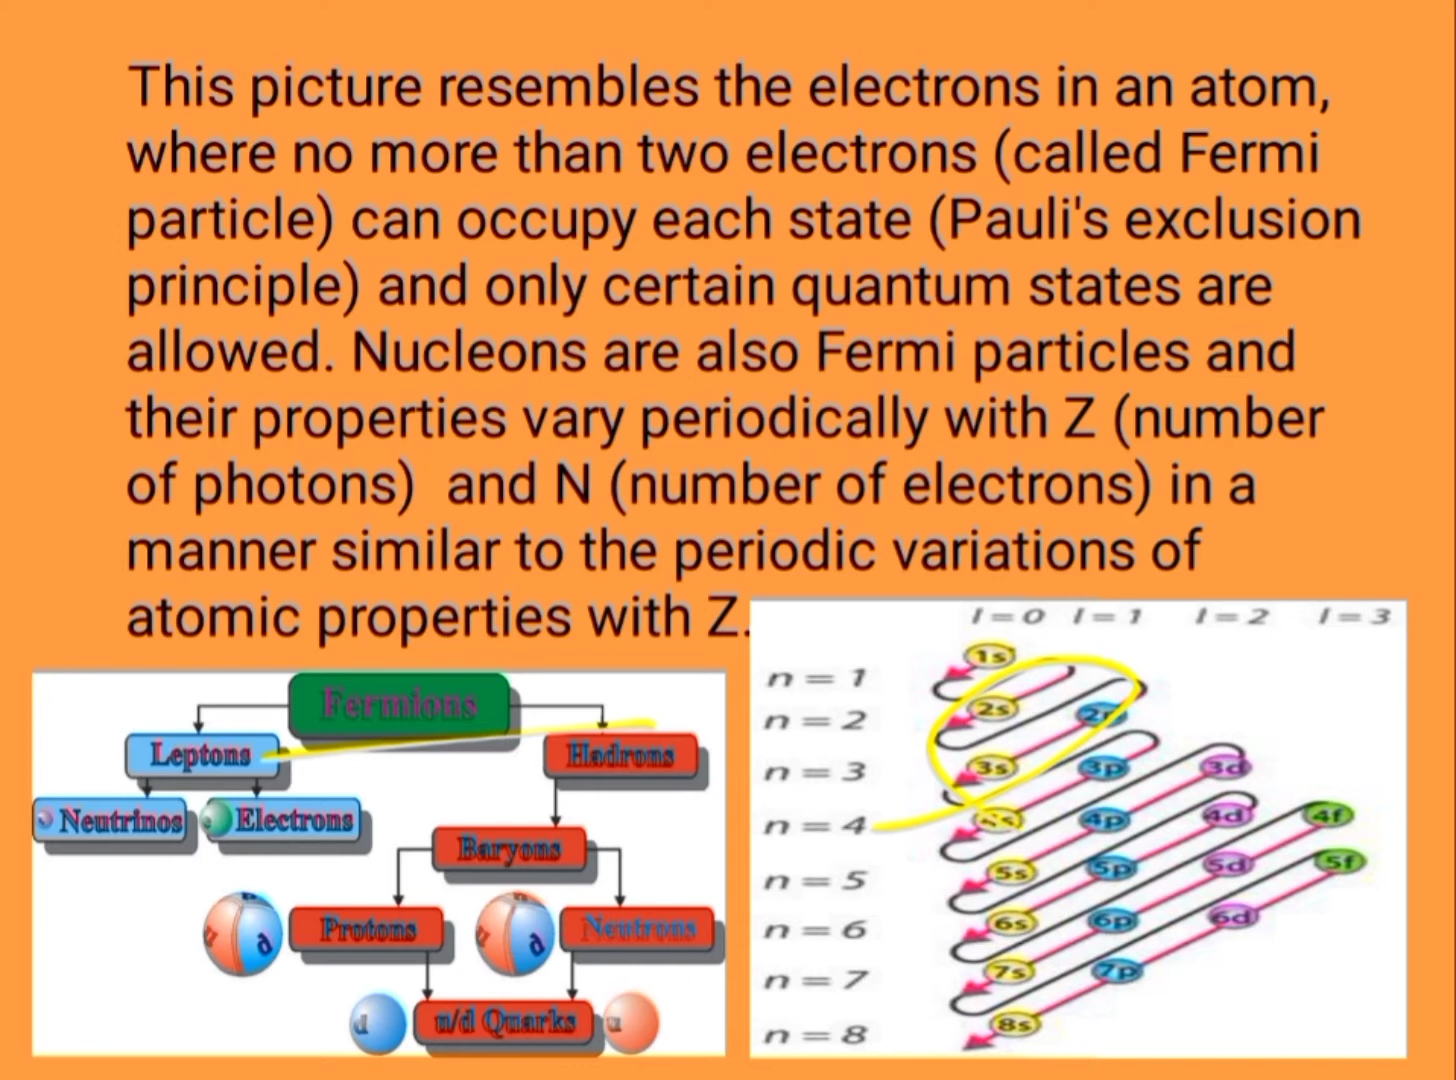 This picture resembles the electrons in an atom,
where no more than two electrons (called Fermi
particle) can occupy each state (Pauli's exclusion
principle) and only certain quantum states are
allowed. Nucleons are also Fermi particles and
their properties vary periodically with Z (number
of photons)  and N (number of electrons) in a
manner similar to the periodic variations of
atomic properties with Z.
Fermions
Leptons Hadrons
Neutrinos Electrons
Baryons
Protons Neutrons
u d u d
d u/d Quarks u
l = 0 l = 1 l = 2 l = 3
1s
n = 1
2s 2p
n = 2
3s 3p 3d
n = 3
4p 4d 4f
n = 4
5s 5p 5d 5f
n = 5
6s 6p 6d
n = 6
7s 7p
n = 7
8s
n = 8